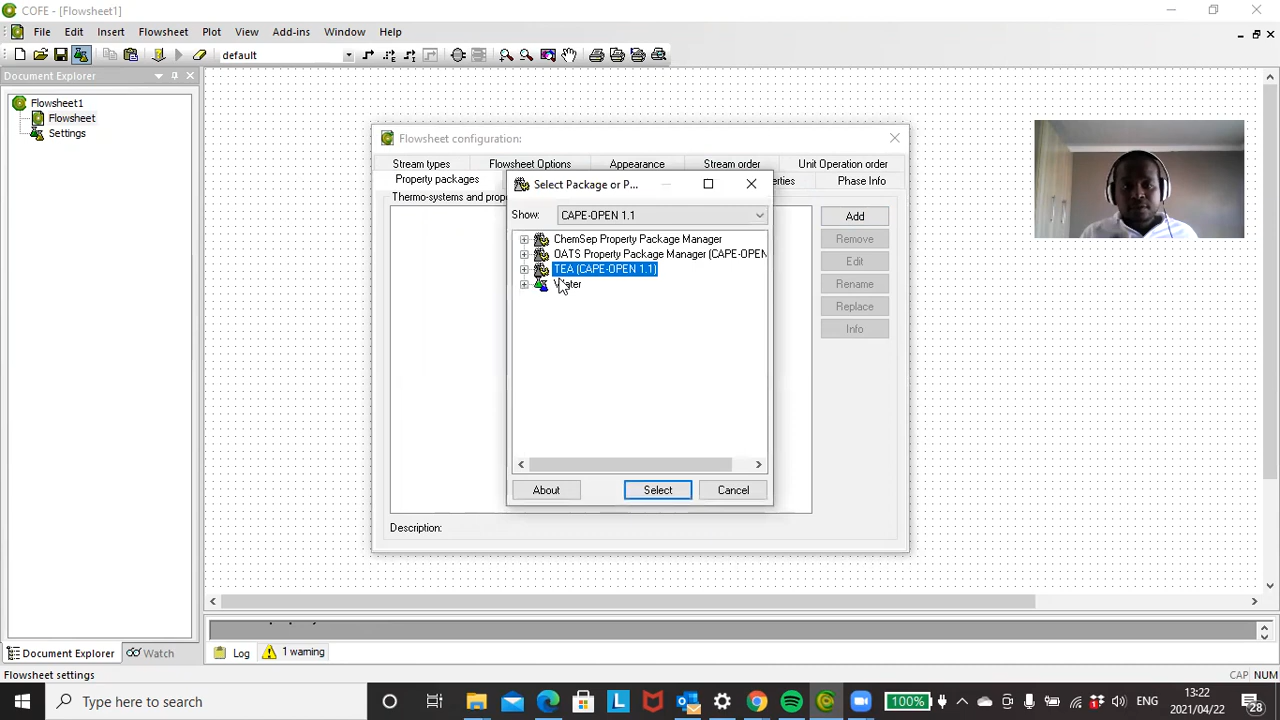 COFE - [Flowsheet1]
File Edit Insert Flowsheet Plot View Add-ins Window Help
default
Document Explorer
Flowsheet1
Flowsheet
Settings
Flowsheet configuration:
Stream types Flowsheet Options Appearance Stream order Unit Operation order
Property packages Phase Info
Thermo-systems and
Add
Remove
Edit
Rename
Replace
Info
Description:
Select Package or P...
Show: CAPE-OPEN 1.1
ChemSep Property Package Manager
OATS Property Package Manager (CAPE-OPEN
TEA (CAPE-OPEN 1.1)
About Select Cancel
Document Explorer Watch
Log 1 warning
Flowsheet settings
CAP NUM
Type here to search
100%
ENG
13:22
2021/04/22
28